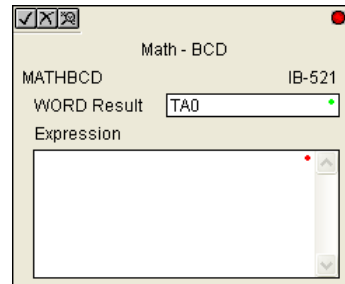 Math - BCD
MATHBCD IB-521
WORD Result TA0
Expression